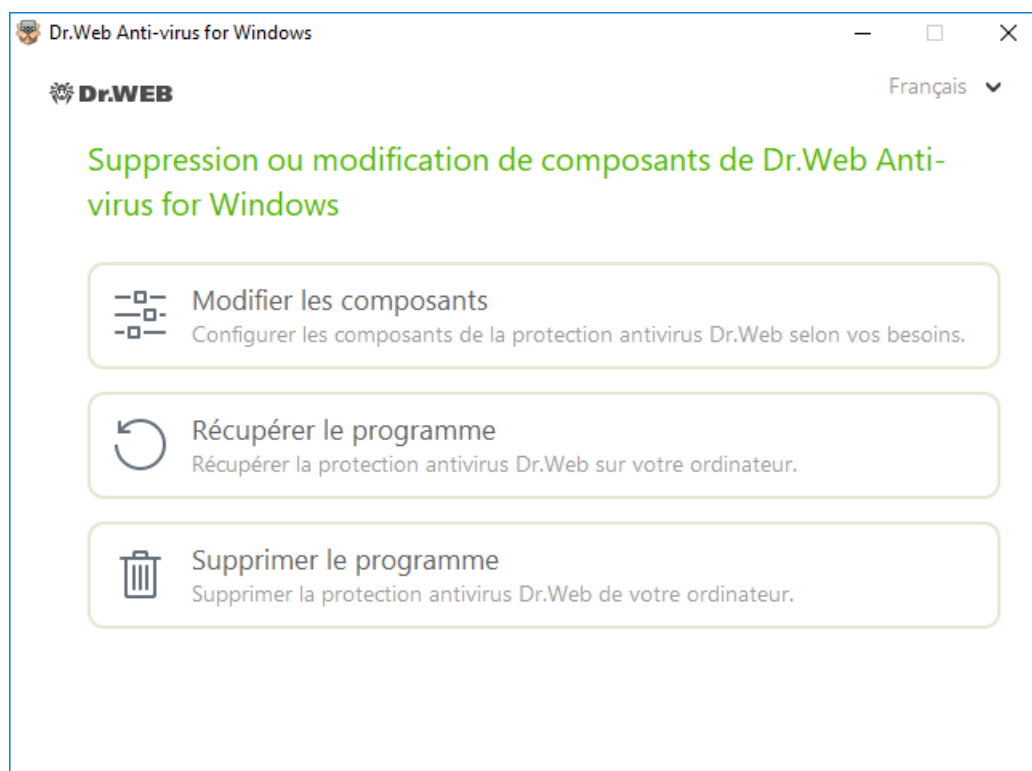 Dr.Web Anti-virus for Windows
Dr.WEB
Français
Suppression ou modification de composants de Dr.Web Anti-
virus for Windows
Modifier les composants
Configurer les composants de la protection antivirus Dr.Web selon vos besoins.
Récupérer le programme
Récupérer la protection antivirus Dr.Web sur votre ordinateur.
Supprimer le programme
Supprimer la protection antivirus Dr.Web de votre ordinateur.